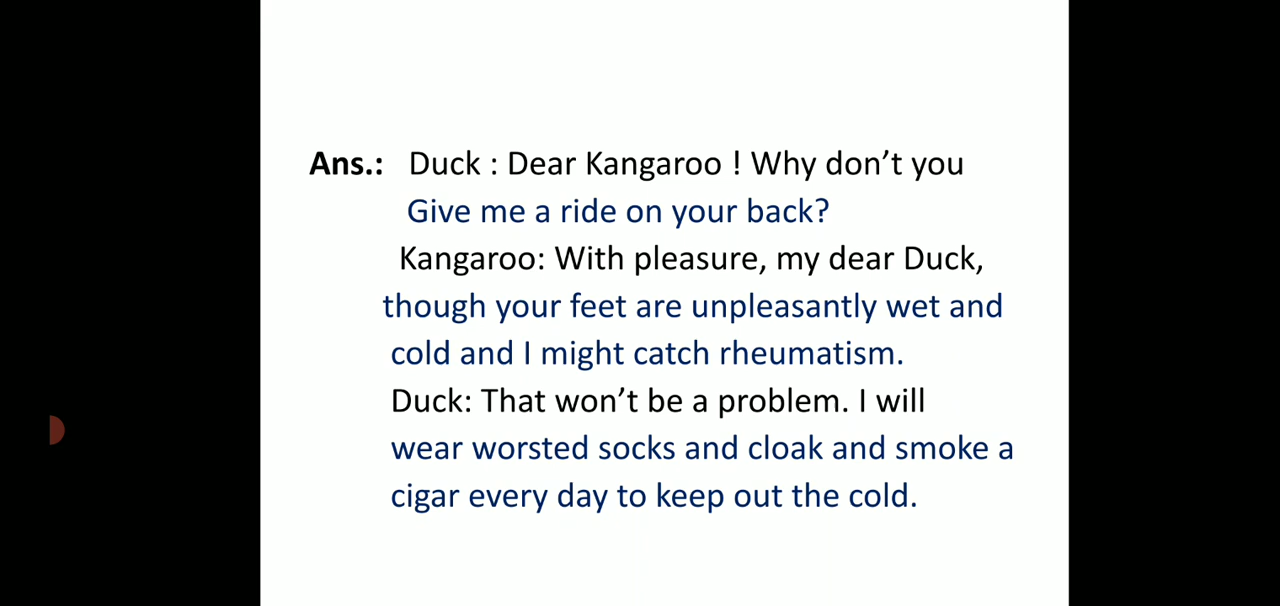 Ans.: Duck : Dear Kangaroo ! Why don’t you
Give me a ride on your back?
Kangaroo: With pleasure, my dear Duck,
though your feet are unpleasantly wet and
cold and I might catch rheumatism.
Duck: That won’t be a problem. I will
wear worsted socks and cloak and smoke a
cigar every day to keep out the cold.